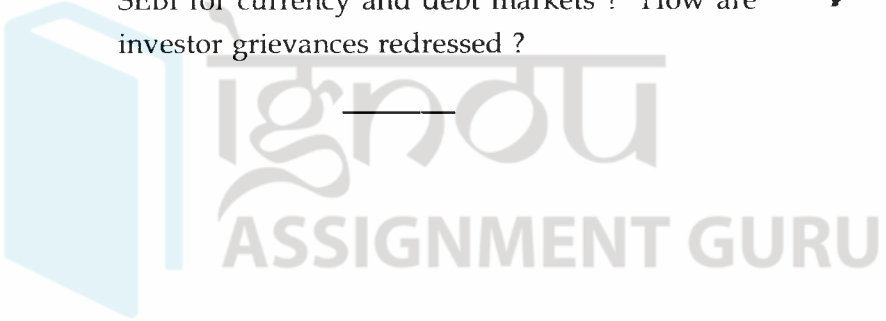 SEBI for currency and debt markets ? How are
investor grievances redressed ?
ignou
ASSIGNMENT GURU